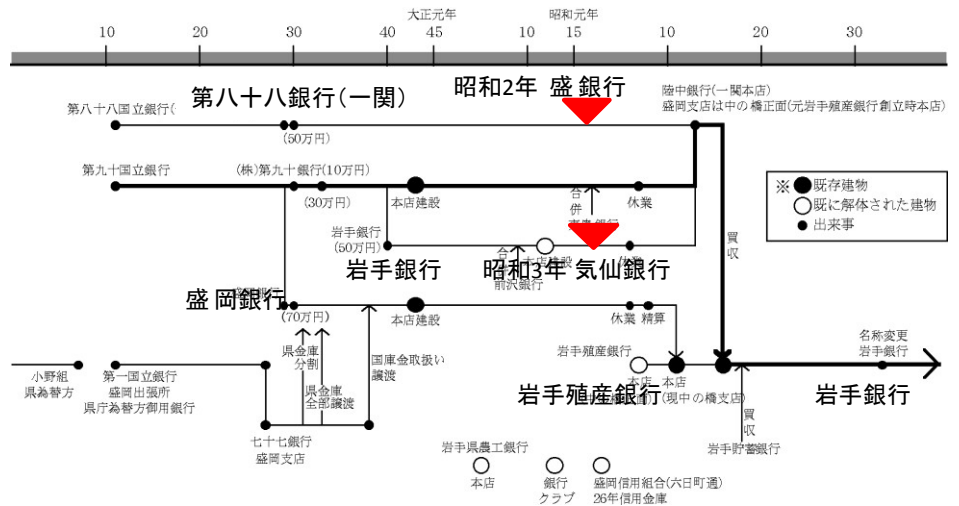 大正元年
昭和元年
10 20 30 40 45 10 15 10 20 30
第八十八国立銀行(
第八十八銀行(一関)
(50万円)
昭和2年 盛 銀行
陸中銀行(一関本店)
盛岡支店は中の橋正面(元岩手殖産銀行創立時本店)
第九十国立銀行
(株)第九十銀行(10万円)
(30万円)
本店建設
合併
休業
※ 既存建物
既に解体された建物
出来事
岩手銀行
(50万円)
岩手銀行
本店建設
前沢銀行
昭和3年 気仙銀行
買収
盛 岡銀行
(70万円)
本店建設
休業 精算
小野組
県為替方
第一国立銀行
盛岡出張所
県庁為替方御用銀行
県金庫
分割
県金庫
全部譲渡
国庫金取扱い
譲渡
七十七銀行
盛岡支店
岩手殖産銀行
本店 本店
岩手殖産銀行
(現中の橋支店)
名称変更
岩手銀行
岩手銀行
買収
岩手貯蓄銀行
岩手県農工銀行
本店
銀行
クラブ
盛岡信用組合(六日町通)
26年信用金庫